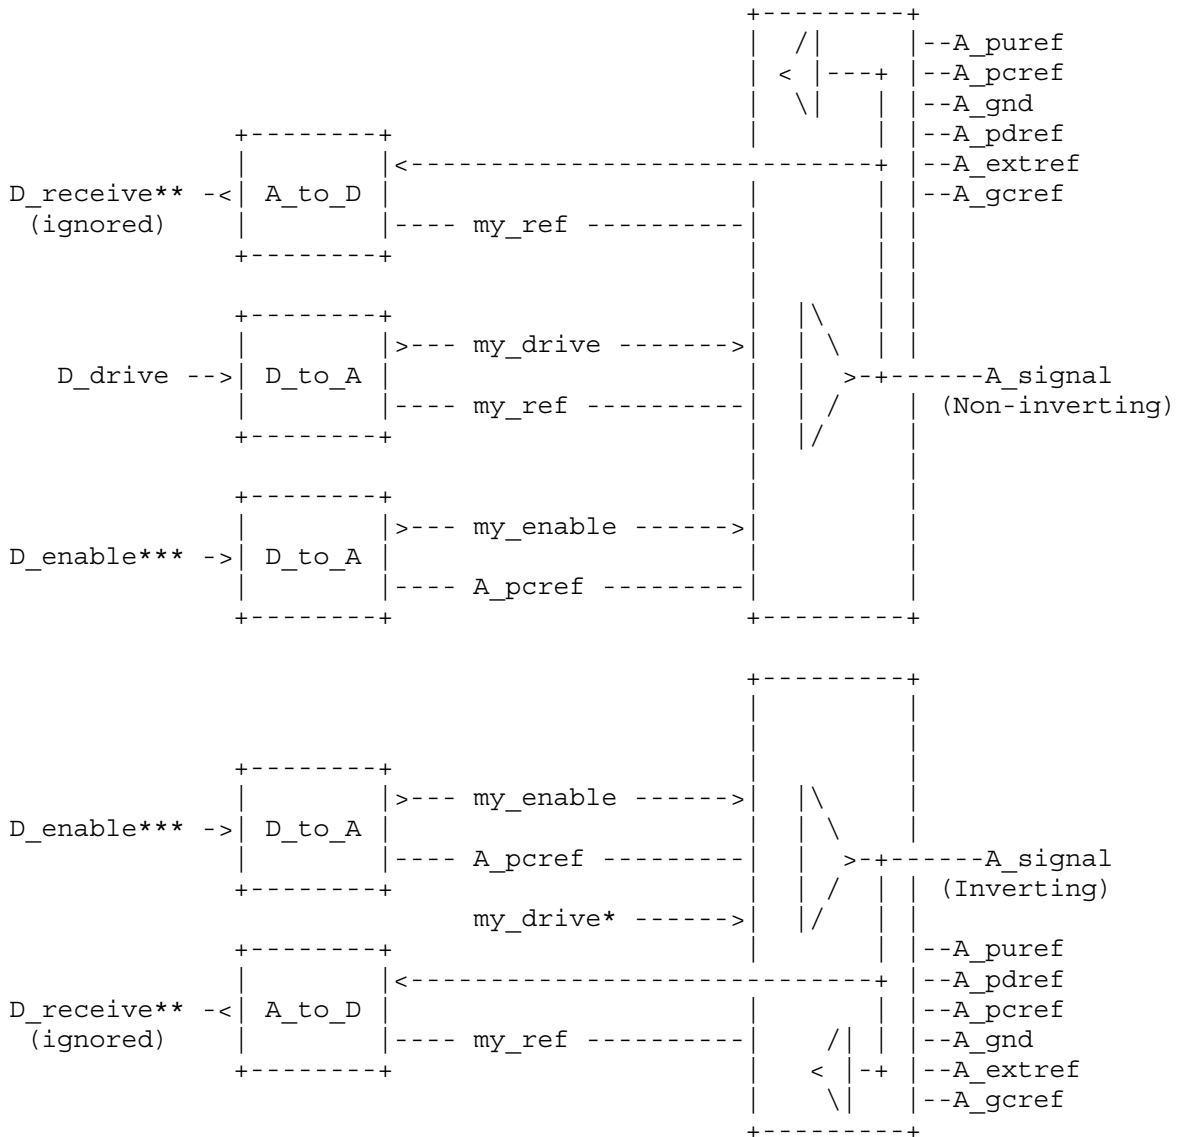 +---------+
                                                 |  /|     |--A_puref
                                                 | < |---+ |--A_pcref
                                                 |  \|   | |--A_gnd
               +--------+                        |       | |--A_pdref
               |        |<-------------------------------+ |--A_extref
D_receive** -<| A_to_D |                        |       | |--A_gcref
 (ignored)     |        |---- my_ref ----------|       | |
               +--------+                        |       | |
                                                 |       | |
               +--------+                        |  |\   | |
               |        |>--- my_drive ------->|  | \  | |
   D_drive -->| D_to_A |                        |  |  >-+------A_signal
               |        |---- my_ref ----------|  | /    | (Non-inverting)
               +--------+                        |  |/     |
                                                 |         |
               +--------+                        |         |
               |        |>--- my_enable ------>|         |
D_enable*** ->| D_to_A |                        |         |
               |        |---- A_pcref ---------|         |
               +--------+                        +---------+
                                                 +---------+
                                                 |         |
                                                 |         |
               +--------+                        |         |
               |        |>--- my_enable ------>|  |\     |
D_enable*** ->| D_to_A |                        |  | \    |
               |        |---- A_pcref ---------|  |  >-+------A_signal
               +--------+                        |  | /  | | (Inverting)
                               my_drive* ------>|  |/   | |
               +--------+                        |       | |--A_puref
               |        |<-------------------------------+ |--A_pdref
D_receive** -<| A_to_D |                        |       | |--A_pcref
 (ignored)     |        |---- my_ref ----------|    /| | |--A_gnd
               +--------+                        |   < |-+ |--A_extref
                                                 |    \|   |--A_gcref
                                                 +---------+